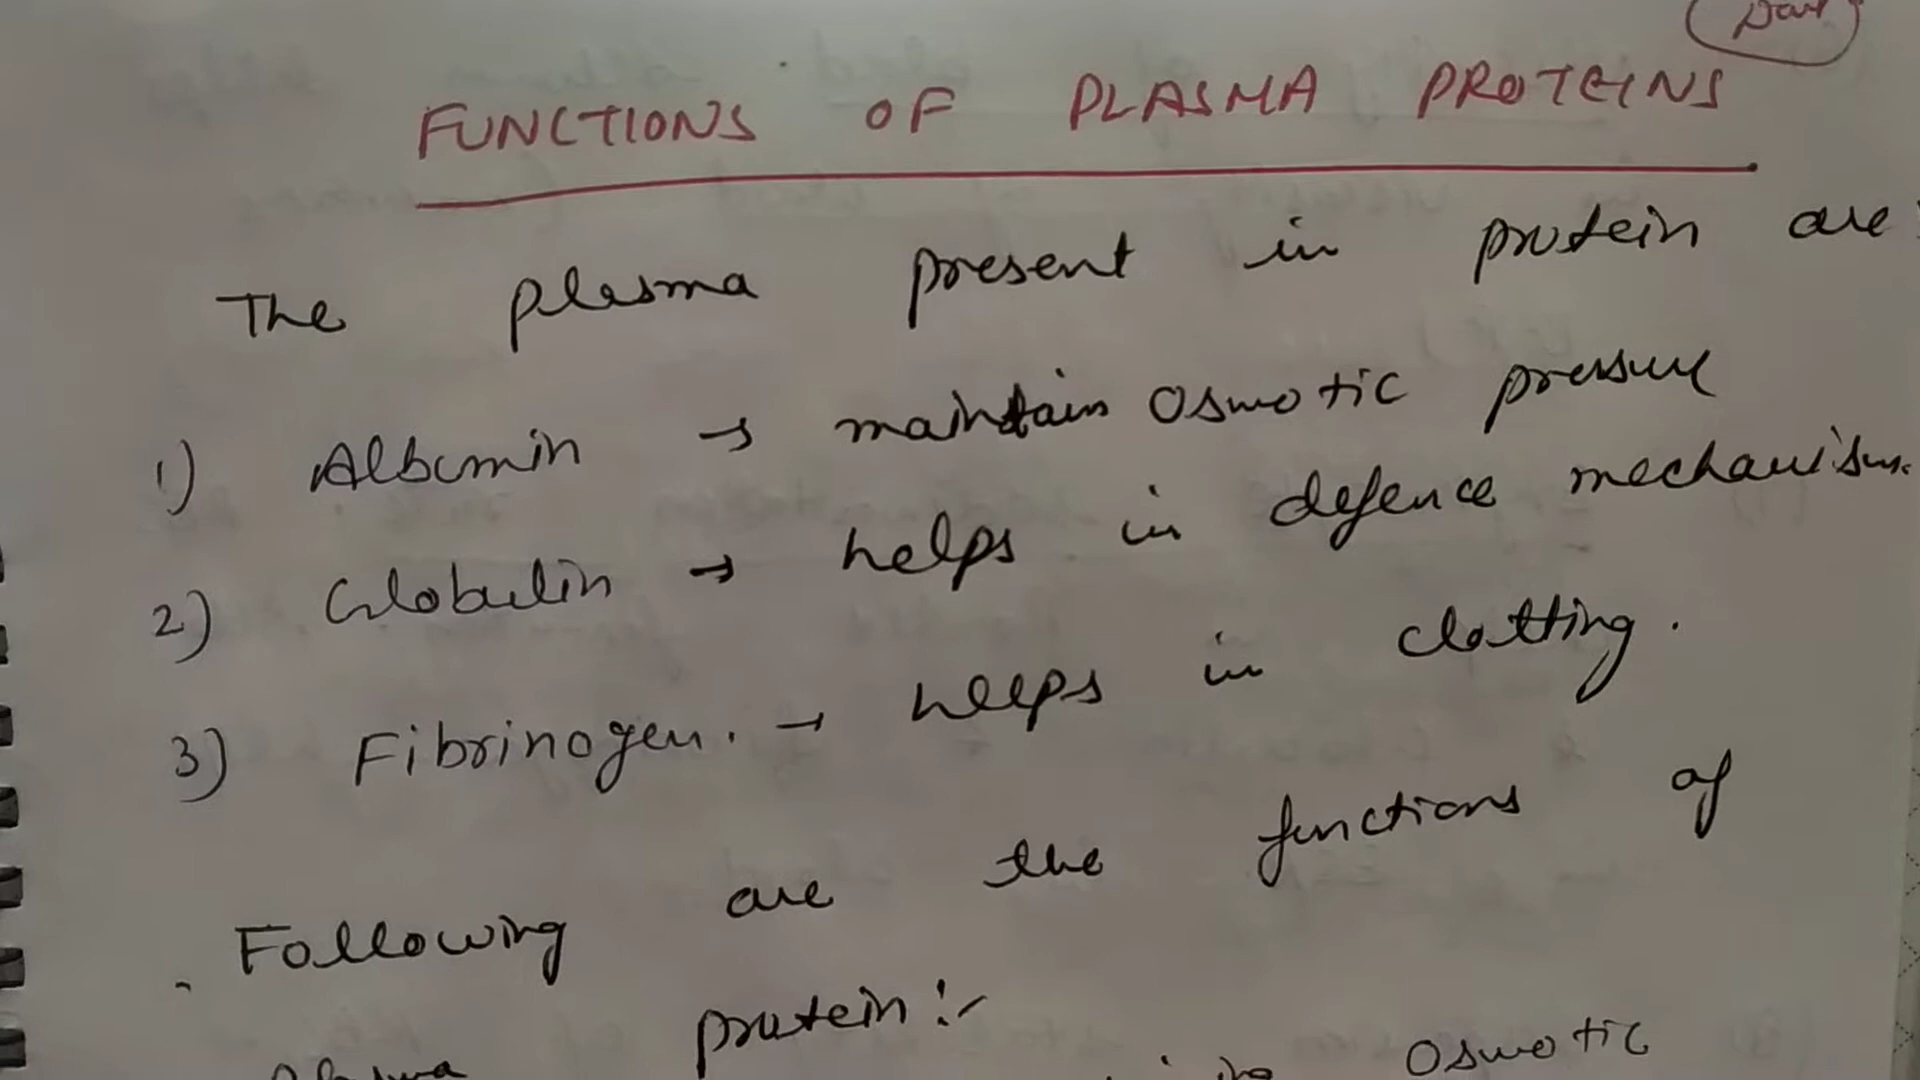 FUNCTIONS OF PLASMA PROTEINS
The plasma present in protein are:
1) Albumin → maintain osmotic pressure
2) Globulin → helps in defence mechanism.
3) Fibrinogen. → helps in clotting.
Following are the functions of
Plasma protein :-
Osmotic